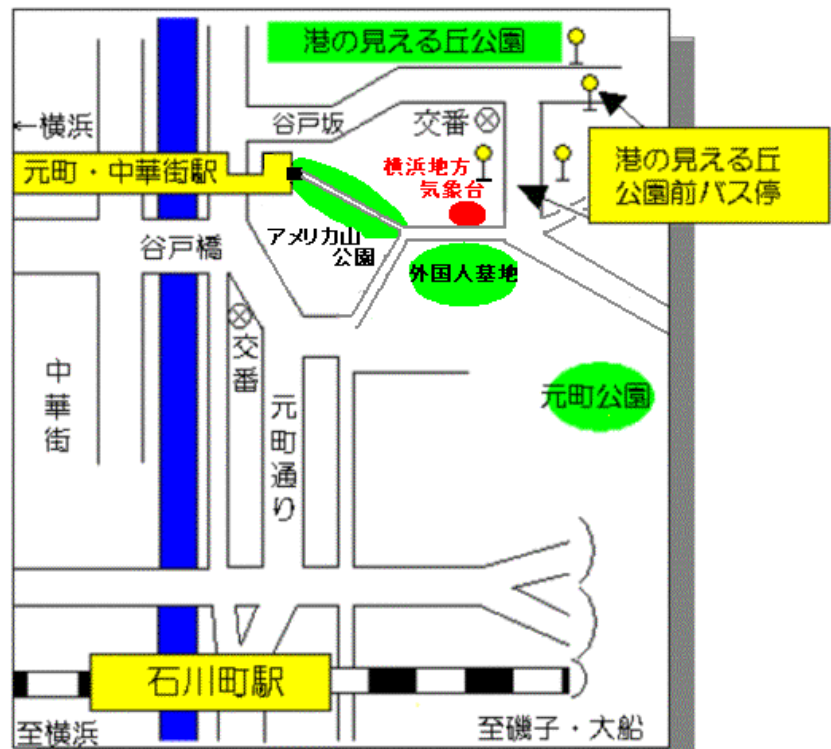 港の見える丘公園
←横浜
谷戸坂
交番
元町・中華街駅
横浜地方
気象台
港の見える丘
公園前バス停
アメリカ山
公園
谷戸橋
外国人墓地
交番
中華街
元町通り
元町公園
石川町駅
至横浜
至磯子・大船